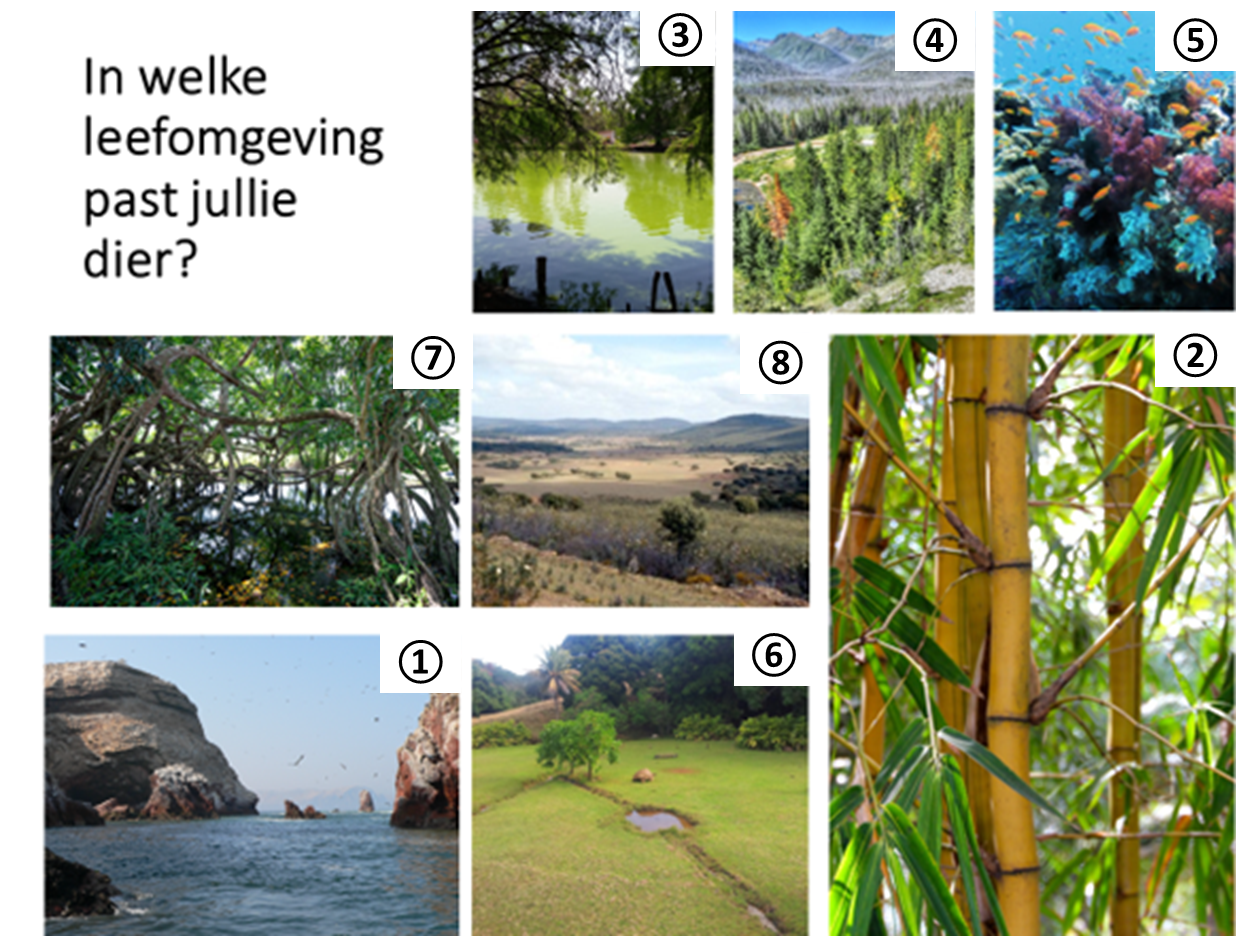 In welke
leefomgeving
past jullie
dier?
③
④
⑤
⑦
⑧
②
①
⑥